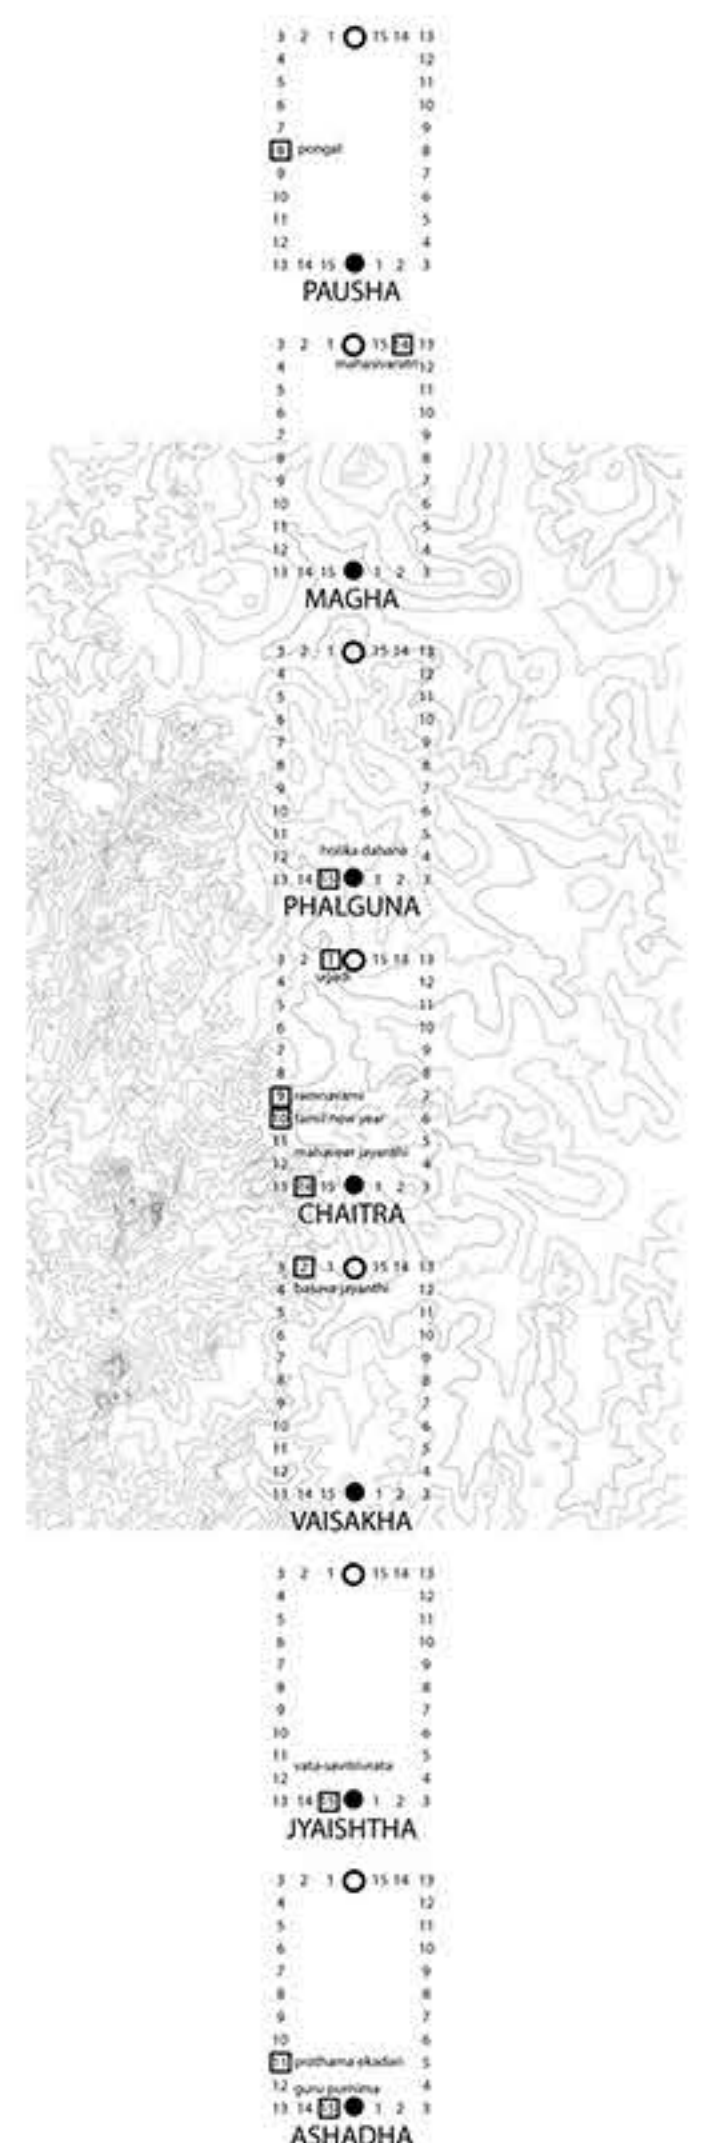 3 2 1 15 14 13
4 12
5 11
6 10
7 9
8 pongal 8
9 7
10 6
11 5
12 4
13 14 15 1 2 3
PAUSHA
3 2 1 15 14 13
mahasivaratri
4 12
5 11
6 10
7 9
8 8
9 7
10 6
11 5
12 4
13 14 15 1 2 3
MAGHA
3 2 1 15 14 13
4 12
5 11
6 10
7 9
8 8
9 7
10 6
11 5
holika dahana
12 4
13 14 15 1 2 3
PHALGUNA
3 2 1 15 14 13
ugadi
4 12
5 11
6 10
7 9
8 8
9 ramnavami 7
10 tamil new year 6
11 5
mahaveer jayanthi
12 4
13 14 15 1 2 3
CHAITRA
3 2 1 15 14 13
4 basava jayanthi 12
5 11
6 10
7 9
8 8
9 7
10 6
11 5
12 4
13 14 15 1 2 3
VAISAKHA
3 2 1 15 14 13
4 12
5 11
6 10
7 9
8 8
9 7
10 6
11 5
vata-savitrivrata
12 4
13 14 15 1 2 3
JYAISHTHA
3 2 1 15 14 13
4 12
5 11
6 10
7 9
8 8
9 7
10 6
11 prathama ekadasi 5
12 guru purnima 4
13 14 15 1 2 3
ASHADHA